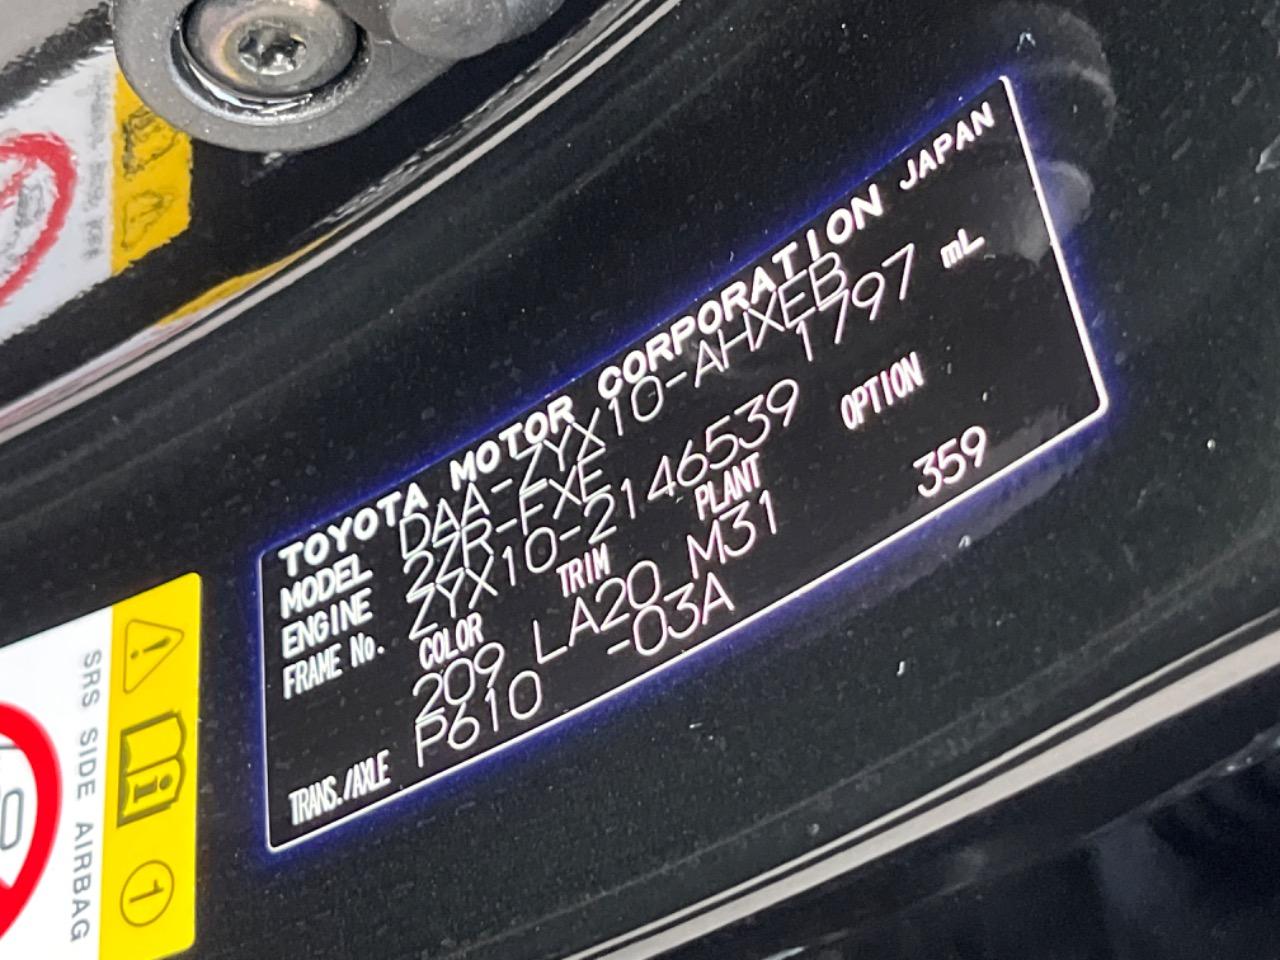 TOYOTA MOTOR CORPORATION JAPAN
MODEL DAA-ZYX10-AHXEB
ENGINE 2ZR-FXE 1797 mL
FRAME No. ZYX10-2146539
COLOR TRIM PLANT OPTION
209 LA20 M31 359
TRANS./AXLE P610 -03A
SRS SIDE AIRBAG
1